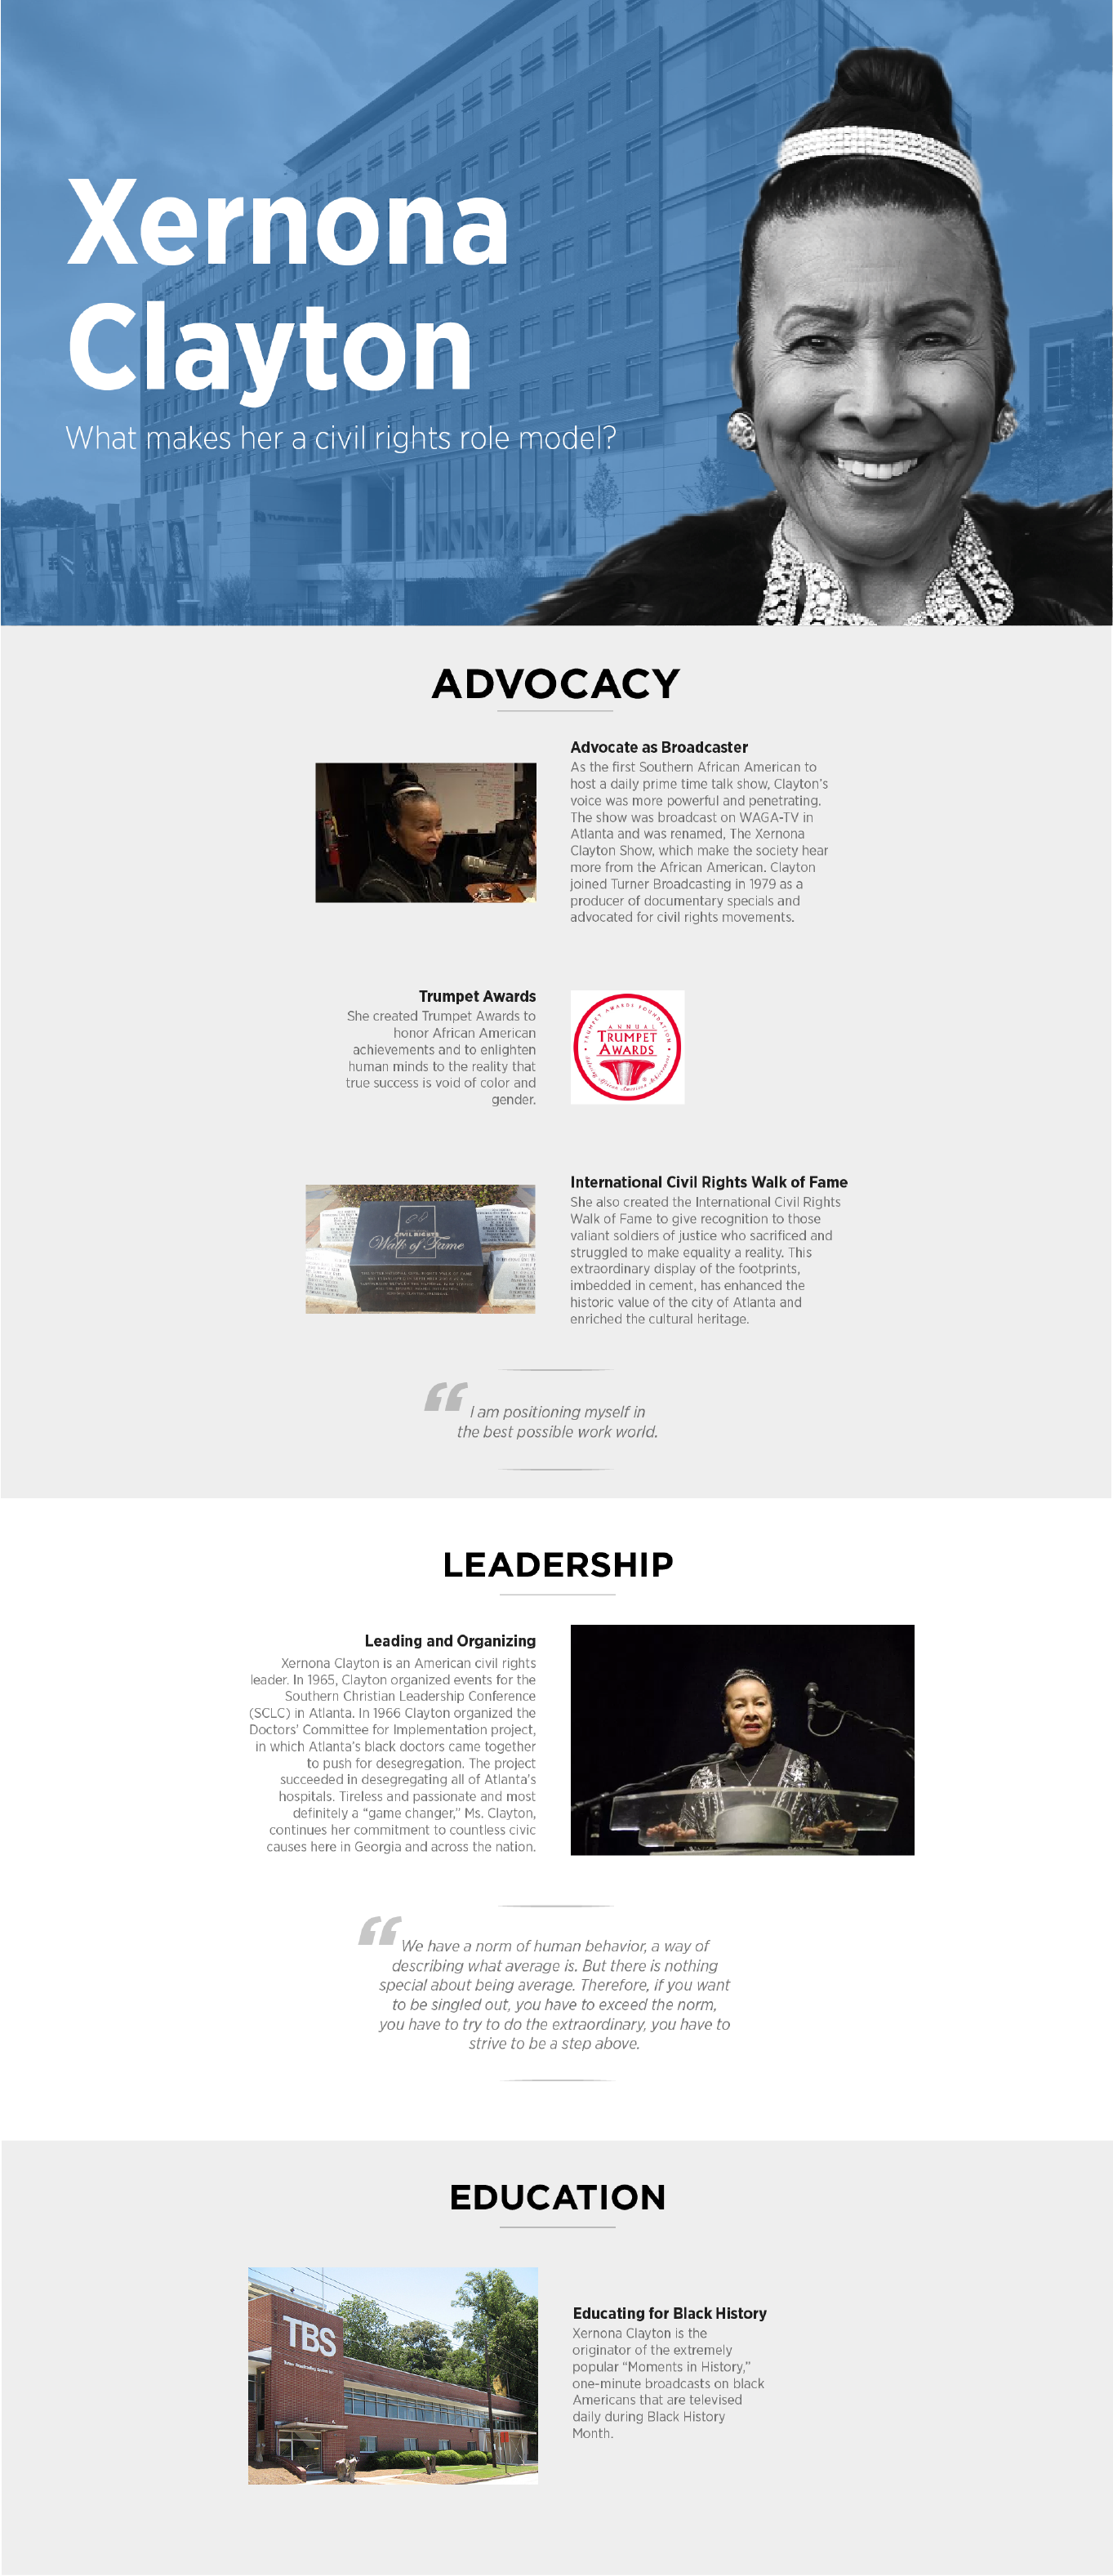 Xernona
Clayton
What makes her a civil rights role model?
ADVOCACY
Advocate as Broadcaster
As the first Southern African American to
host a daily prime time talk show, Clayton's
voice was more powerful and penetrating.
The show was broadcast on WAGA-TV in
Atlanta and was renamed, The Xernona
Clayton Show, which make the society hear
more from the African American. Clayton
joined Turner Broadcasting in 1979 as a
producer of documentary specials and
advocated for civil rights movements.
Trumpet Awards
She created Trumpet Awards to
honor African American
achievements and to enlighten
human minds to the reality that
true success is void of color and
gender.
TRUMPET AWARDS FOUNDATION
ANNUAL
TRUMPET
AWARDS
International Civil Rights Walk of Fame
She also created the International Civil Rights
Walk of Fame to give recognition to those
valiant soldiers of justice who sacrificed and
struggled to make equality a reality. This
extraordinary display of the footprints,
imbedded in cement, has enhanced the
historic value of the city of Atlanta and
enriched the cultural heritage.
CIVIL RIGHTS
Walk of Fame
“ I am positioning myself in
the best possible work world.
LEADERSHIP
Leading and Organizing
Xernona Clayton is an American civil rights
leader. In 1965, Clayton organized events for the
Southern Christian Leadership Conference
(SCLC) in Atlanta. In 1966 Clayton organized the
Doctors' Committee for Implementation project,
in which Atlanta's black doctors came together
to push for desegregation. The project
succeeded in desegregating all of Atlanta's
hospitals. Tireless and passionate and most
definitely a “game changer,” Ms. Clayton,
continues her commitment to countless civic
causes here in Georgia and across the nation.
“ We have a norm of human behavior, a way of
describing what average is. But there is nothing
special about being average. Therefore, if you want
to be singled out, you have to exceed the norm,
you have to try to do the extraordinary, you have to
strive to be a step above.
EDUCATION
TBS
Educating for Black History
Xernona Clayton is the
originator of the extremely
popular “Moments in History,”
one-minute broadcasts on black
Americans that are televised
daily during Black History
Month.